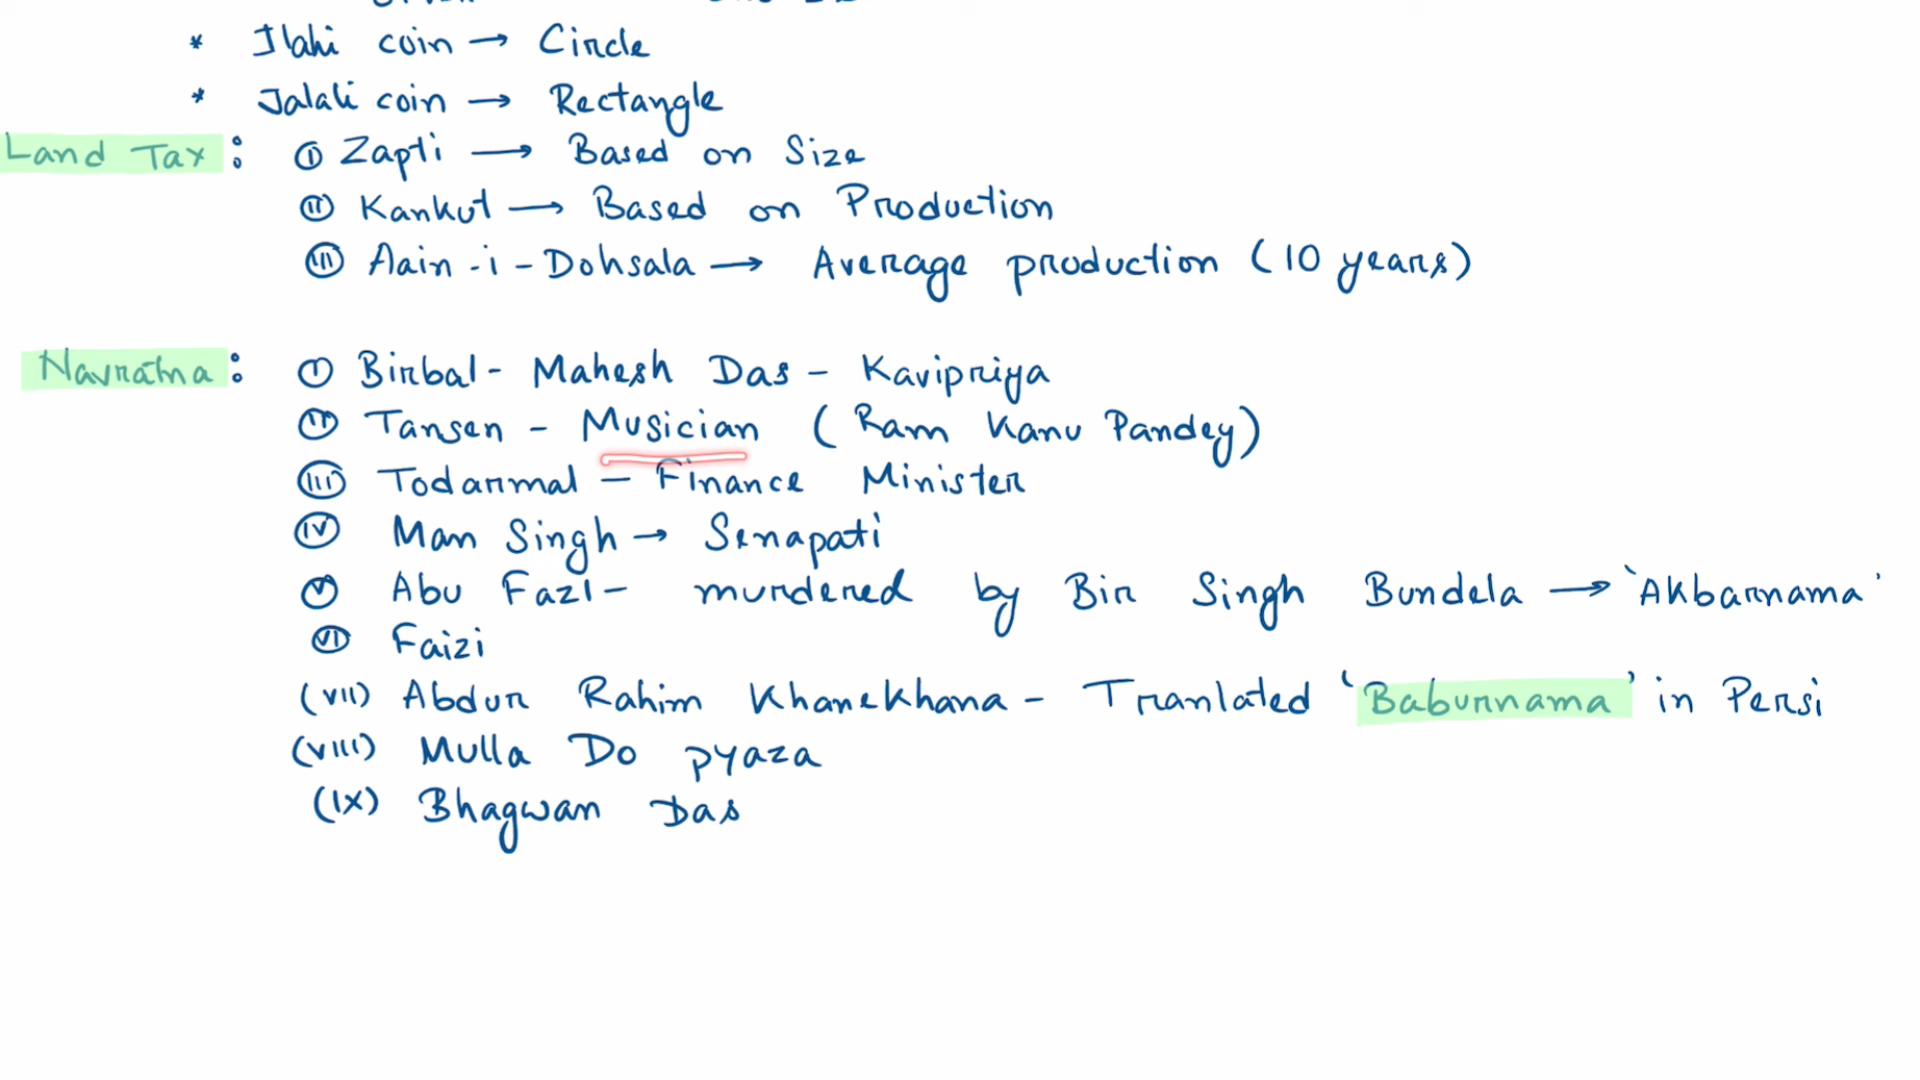 * Ilahi coin → Circle
* Jalali coin → Rectangle
Land Tax : (i) Zapti → Based on Size
(ii) Kankut → Based on Production
(iii) Aain-i-Dohsala → Average production (10 years)
Navratna : (i) Birbal - Mahesh Das - Kavipriya
(ii) Tansen - Musician (Ram Kanu Pandey)
(iii) Todarmal - Finance Minister
(iv) Man Singh → Senapati
(v) Abu Fazl - murdered by Bir Singh Bundela → 'Akbarnama'
(vi) Faizi
(vii) Abdur Rahim Khanekhana - Tranlated 'Baburnama' in Persi
(viii) Mulla Do pyaza
(ix) Bhagwan Das